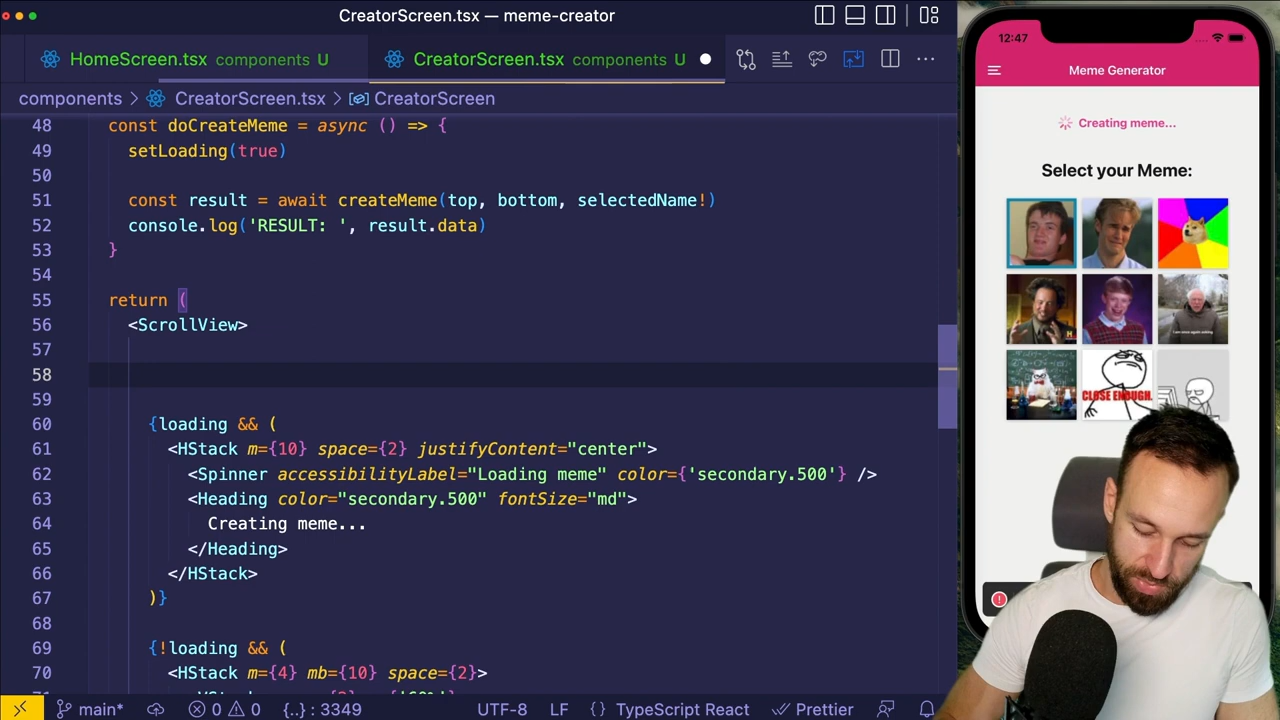 CreatorScreen.tsx — meme-creator
HomeScreen.tsx components U
CreatorScreen.tsx components U
components > CreatorScreen.tsx > CreatorScreen
48 const doCreateMeme = async () => {
49 setLoading(true)
50
51 const result = await createMeme(top, bottom, selectedName!)
52 console.log('RESULT: ', result.data)
53 }
54
55 return (
56 <ScrollView>
57
58
59
60 {loading && (
61 <HStack m={10} space={2} justifyContent="center">
62 <Spinner accessibilityLabel="Loading meme" color={'secondary.500'} />
63 <Heading color="secondary.500" fontSize="md">
64 Creating meme...
65 </Heading>
66 </HStack>
67 )}
68
69 {!loading && (
70 <HStack m={4} mb={10} space={2}>
main* 0 0 {..} : 3349 UTF-8 LF {} TypeScript React Prettier
12:47
Meme Generator
Creating meme...
Select your Meme:
CLOSE ENOUGH.